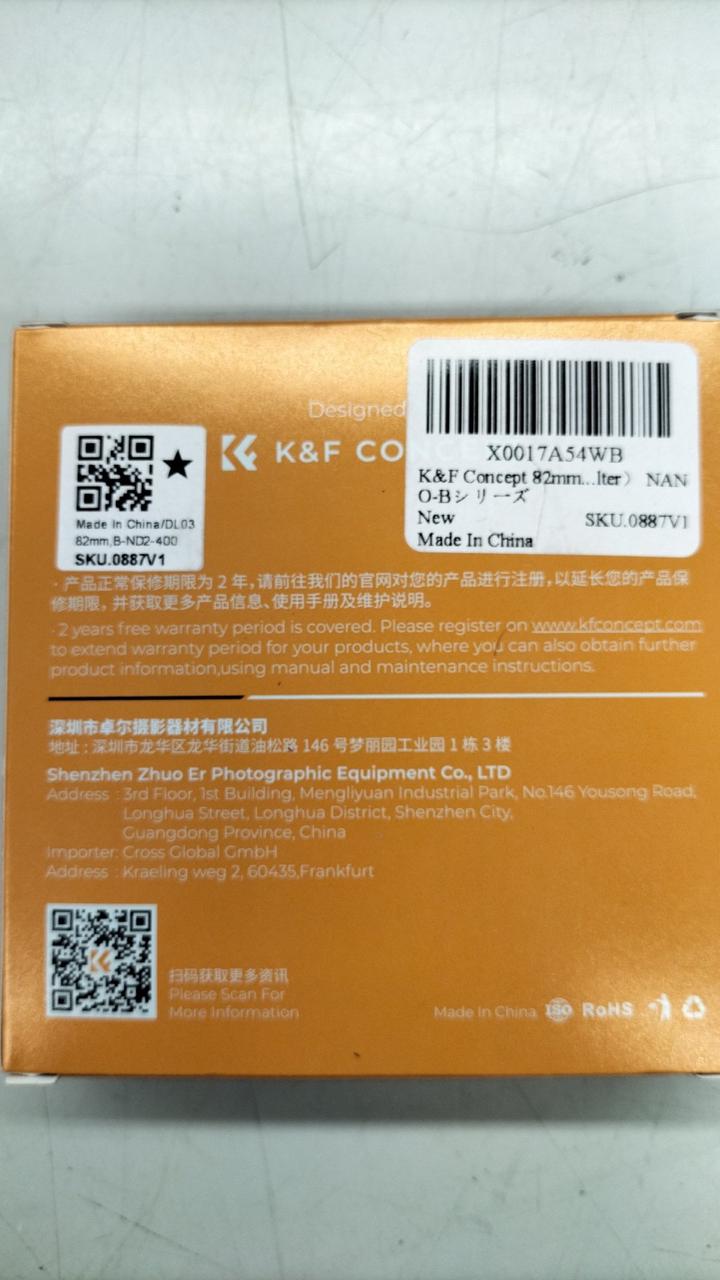 Designed
K&F CONCE
X0017A54WB
K&F Concept 82mm...lter） NAN
O-Bシリーズ
New SKU.0887V1
Made In China
Made In China/DL03
82mm,B-ND2-400
SKU.0887V1
·产品正常保修期限为 2 年,请前往我们的官网对您的产品进行注册,以延长您的产品保
修期限，并获取更多产品信息、使用手册及维护说明。
·2 years free warranty period is covered. Please register on www.kfconcept.com
to extend warranty period for your products, where you can also obtain further
product information,using manual and maintenance instructions.
深圳市卓尔摄影器材有限公司
地址：深圳市龙华区龙华街道油松路 146 号梦丽园工业园 1 栋 3 楼
Shenzhen Zhuo Er Photographic Equipment Co., LTD
Address : 3rd Floor, 1st Building, Mengliyuan Industrial Park, No.146 Yousong Road,
Longhua Street, Longhua District, Shenzhen City,
Guangdong Province, China
Importer: Cross Global GmbH
Address : Kraeling weg 2, 60435,Frankfurt
扫码获取更多资讯
Please Scan For
More Information
Made In China ISO RoHS